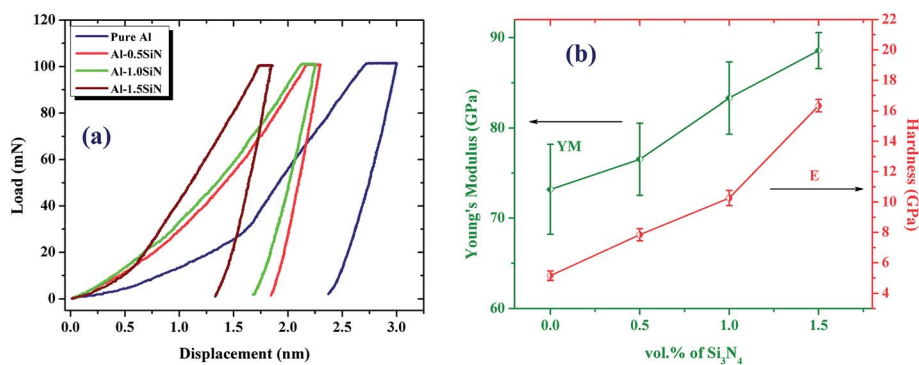 120
100
80
60
40
20
0
Load (mN)
Pure Al
Al-0.5SiN
Al-1.0SiN
Al-1.5SiN
(a)
0.0 0.5 1.0 1.5 2.0 2.5 3.0
Displacement (nm)
90
80
70
60
Young's Modulus (GPa)
(b)
YM
E
22
20
18
16
14
12
10
8
6
4
Hardness (GPa)
0.0 0.5 1.0 1.5
vol.% of Si₃N₄